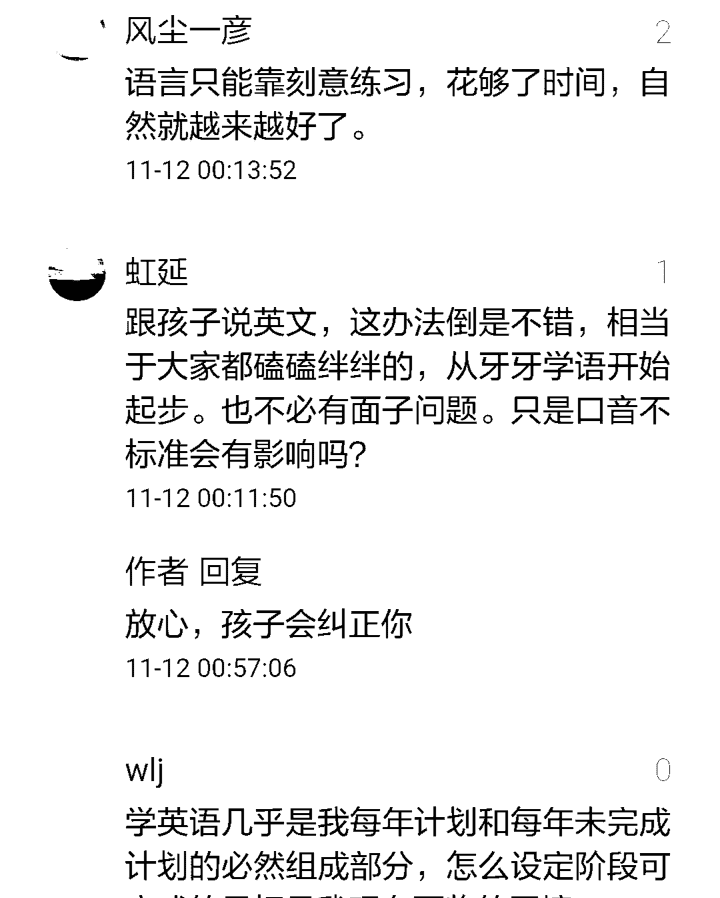 风尘一彦 2
语言只能靠刻意练习，花够了时间，自
然就越来越好了。
11-12 00:13:52
虹延 1
跟孩子说英文，这办法倒是不错，相当
于大家都磕磕绊绊的，从牙牙学语开始
起步。也不必有面子问题。只是口音不
标准会有影响吗？
11-12 00:11:50
作者 回复
放心，孩子会纠正你
11-12 00:57:06
wlj 0
学英语几乎是我每年计划和每年未完成
计划的必然组成部分，怎么设定阶段可